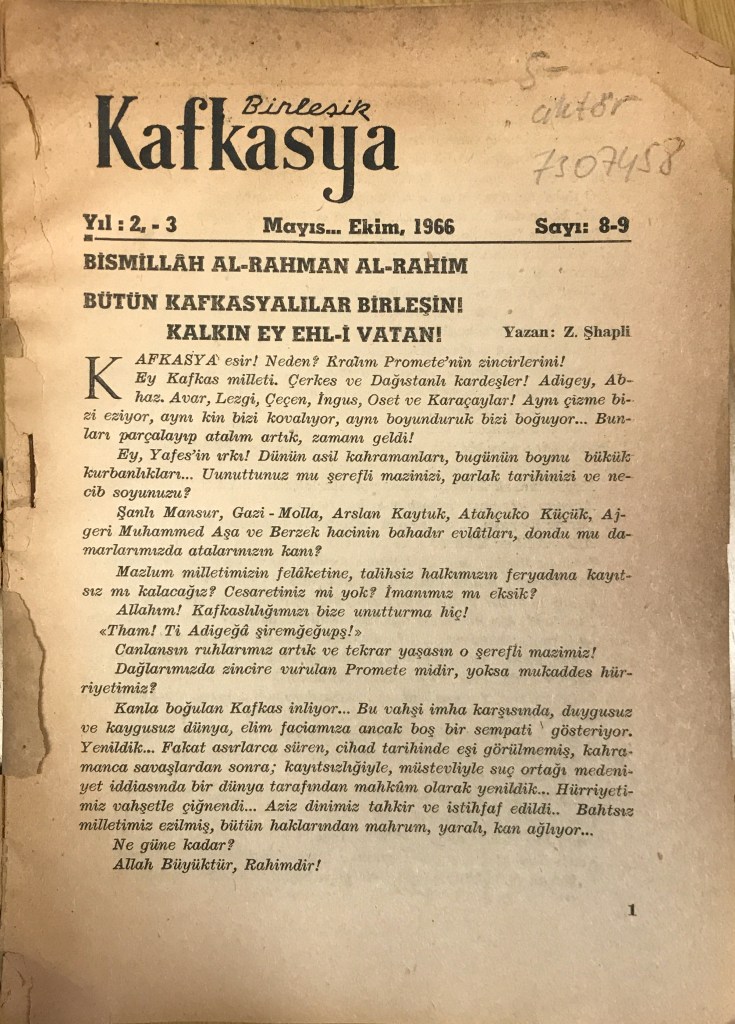 5-
aktör
7307458
Birleşik
Kafkasya
Yıl : 2, - 3 Mayıs... Ekim, 1966 Sayı: 8-9
BİSMİLLÂH AL-RAHMAN AL-RAHİM
BÜTÜN KAFKASYALILAR BİRLEŞİN!
KALKIN EY EHL-İ VATAN! Yazan: Z. Şhapli
KAFKASYA esir! Neden? Kralım Promete'nin zincirlerini!
Ey Kafkas milleti. Çerkes ve Dağıstanlı kardeşler! Adigey, Ab-
haz. Avar, Lezgi, Çeçen, İngus, Oset ve Karaçaylar! Aynı çizme bi-
zi eziyor, aynı kin bizi kovalıyor, aynı boyunduruk bizi boğuyor... Bun-
ları parçalayıp atalım artık, zamanı geldi!
Ey, Yafes'in ırkı! Dünün asil kahramanları, bugünün boynu bükük
kurbanlıkları... Uunuttunuz mu şerefli mazinizi, parlak tarihinizi ve ne-
cib soyunuzu?
Şanlı Mansur, Gazi - Molla, Arslan Kaytuk, Atahçuko Küçük, Aj-
geri Muhammed Aşa ve Berzek hacinin bahadır evlâtları, dondu mu da-
marlarımızda atalarınızın kanı?
Mazlum milletimizin felâketine, talihsiz halkımızın feryadına kayıt-
sız mı kalacağız? Cesaretiniz mi yok? İmanımız mı eksik?
Allahım! Kafkaslılığımızı bize unutturma hiç!
«Tham! Ti Adigeğâ şiremğeğupş!»
Canlansın ruhlarımız artık ve tekrar yaşasın o şerefli mazimiz!
Dağlarımızda zincire vurulan Promete midir, yoksa mukaddes hür-
riyetimiz?
Kanla boğulan Kafkas inliyor... Bu vahşi imha karşısında, duygusuz
ve kaygusuz dünya, elim faciamıza ancak boş bir sempati gösteriyor.
Yenildik... Fakat asırlarca süren, cihad tarihinde eşi görülmemiş, kahra-
manca savaşlardan sonra; kayıtsızlığiyle, müstevliyle suç ortağı medeni-
yet iddiasında bir dünya tarafından mahkûm olarak yenildik... Hürriyeti-
miz vahşetle çiğnendi... Aziz dinimiz tahkir ve istihfaf edildi.. Bahtsız
milletimiz ezilmiş, bütün haklarından mahrum, yaralı, kan ağlıyor...
Ne güne kadar?
Allah Büyüktür, Rahimdir!
1